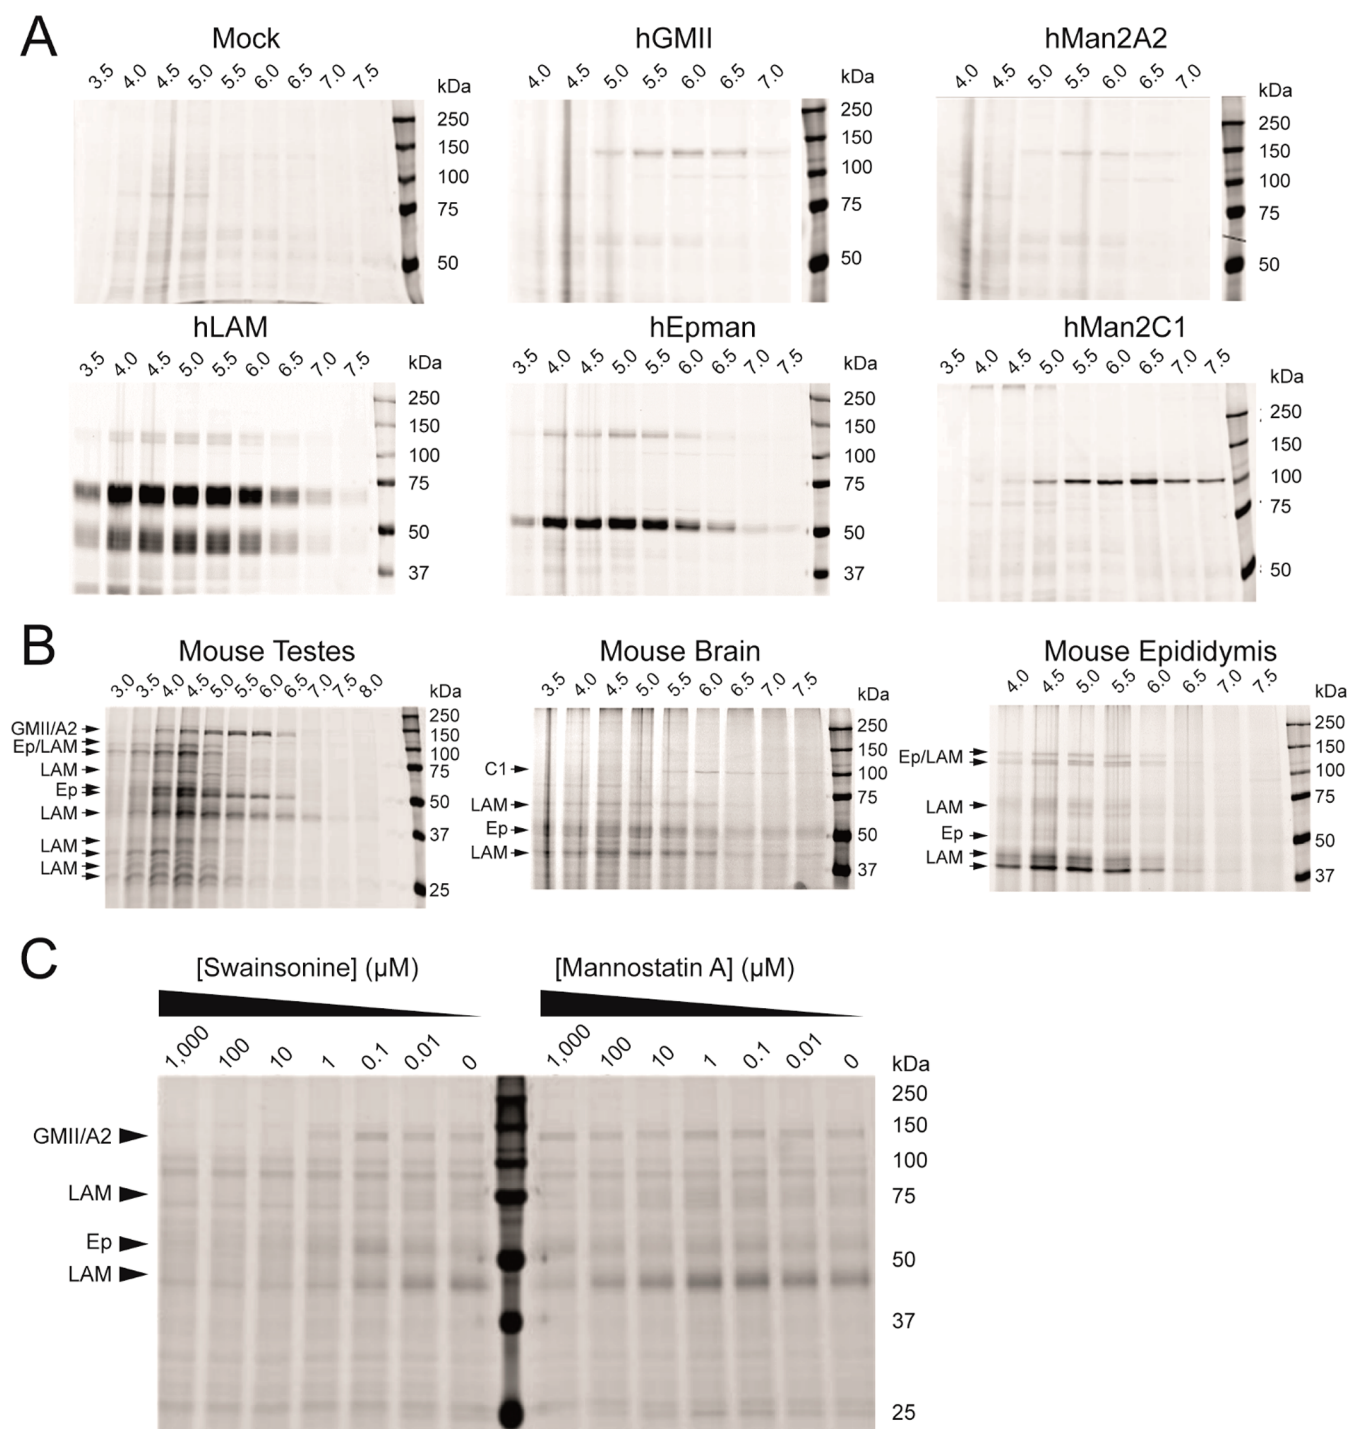 A
Mock
3.5 4.0 4.5 5.0 5.5 6.0 6.5 7.0 7.5
kDa
250
150
100
75
50
hGMII
4.0 4.5 5.0 5.5 6.0 6.5 7.0
kDa
250
150
100
75
50
hMan2A2
4.0 4.5 5.0 5.5 6.0 6.5 7.0
kDa
250
150
100
75
50
hLAM
3.5 4.0 4.5 5.0 5.5 6.0 6.5 7.0 7.5
kDa
250
150
100
75
50
37
hEpman
3.5 4.0 4.5 5.0 5.5 6.0 6.5 7.0 7.5
kDa
250
150
100
75
50
37
hMan2C1
3.5 4.0 4.5 5.0 5.5 6.0 6.5 7.0 7.5
kDa
250
150
100
75
50
B
Mouse Testes
3.0 3.5 4.0 4.5 5.0 5.5 6.0 6.5 7.0 7.5 8.0
kDa
GMII/A2
Ep/LAM
LAM
Ep
LAM
LAM
LAM
250
150
100
75
50
37
25
Mouse Brain
3.5 4.0 4.5 5.0 5.5 6.0 6.5 7.0 7.5
kDa
C1
LAM
Ep
LAM
250
150
100
75
50
37
Mouse Epididymis
4.0 4.5 5.0 5.5 6.0 6.5 7.0 7.5
kDa
Ep/LAM
LAM
Ep
LAM
250
150
100
75
50
37
C
[Swainsonine] (µM)
1,000 100 10 1 0.1 0.01 0
[Mannostatin A] (µM)
1,000 100 10 1 0.1 0.01 0
kDa
GMII/A2
LAM
Ep
LAM
250
150
100
75
50
37
25